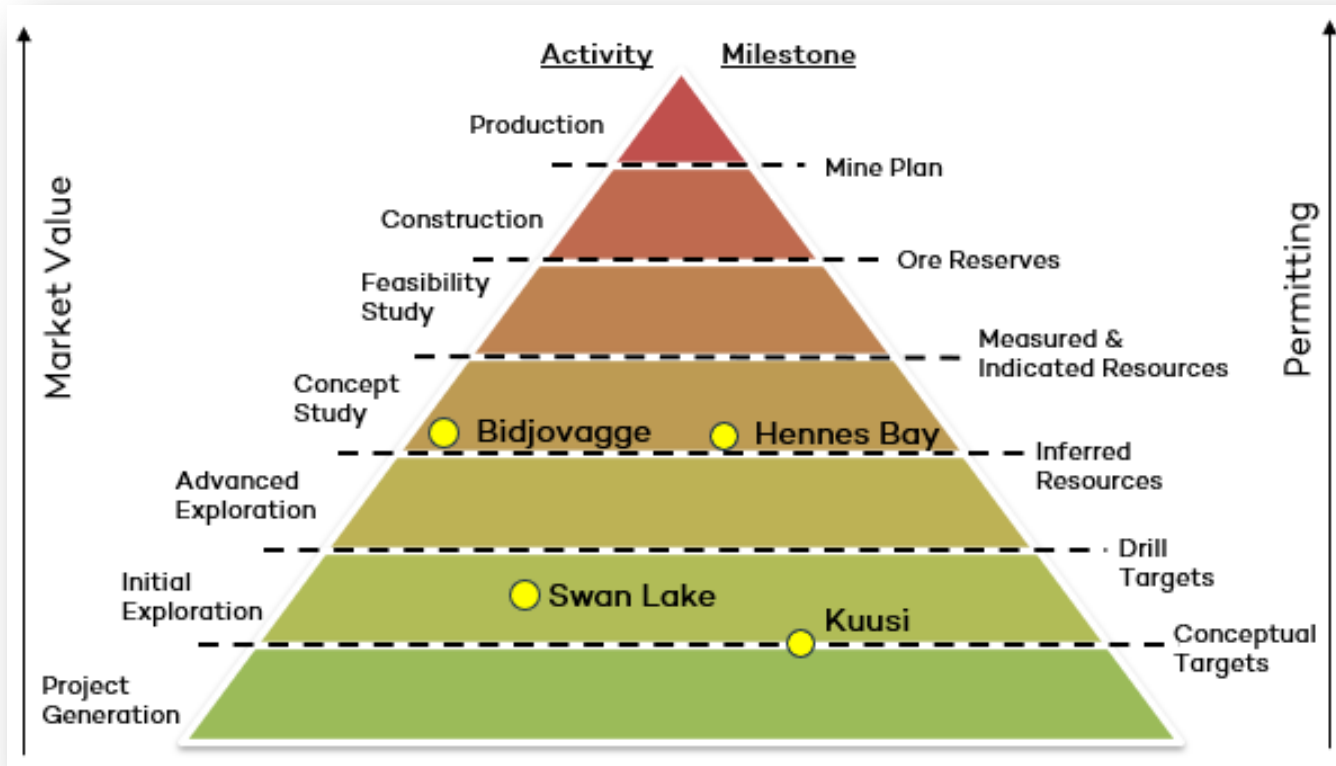 Activity Milestone
Production
Mine Plan
Construction
Ore Reserves
Feasibility
Study
Measured &
Indicated Resources
Concept
Study
Bidjovagge
Hennes Bay
Inferred
Resources
Advanced
Exploration
Drill
Targets
Initial
Exploration
Swan Lake
Kuusi
Conceptual
Targets
Project
Generation
Market Value
Permitting